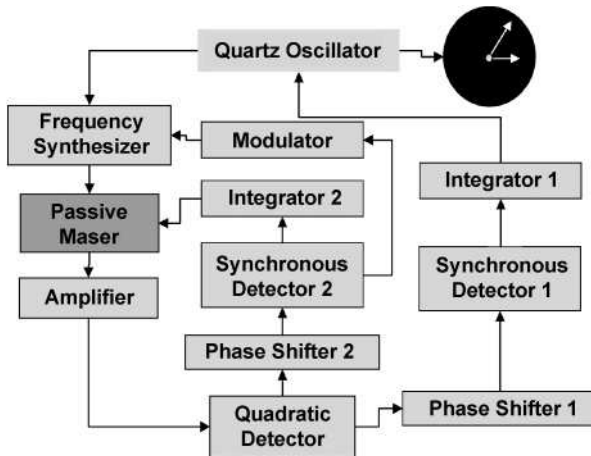 Quartz Oscillator
Frequency
Synthesizer
Modulator
Passive
Maser
Integrator 2
Integrator 1
Amplifier
Synchronous
Detector 2
Synchronous
Detector 1
Phase Shifter 2
Quadratic
Detector
Phase Shifter 1